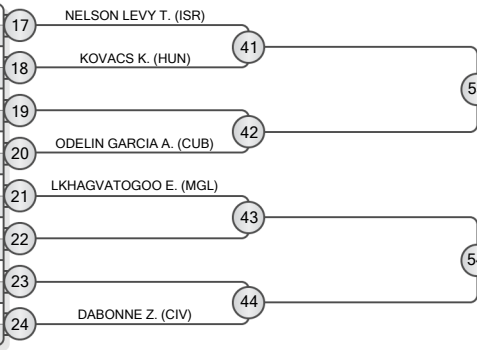 17
NELSON LEVY T. (ISR)
41
18
KOVACS K. (HUN)
19
42
20
ODELIN GARCIA A. (CUB)
21
LKHAGVATOGOO E. (MGL)
43
22
23
44
24
DABONNE Z. (CIV)